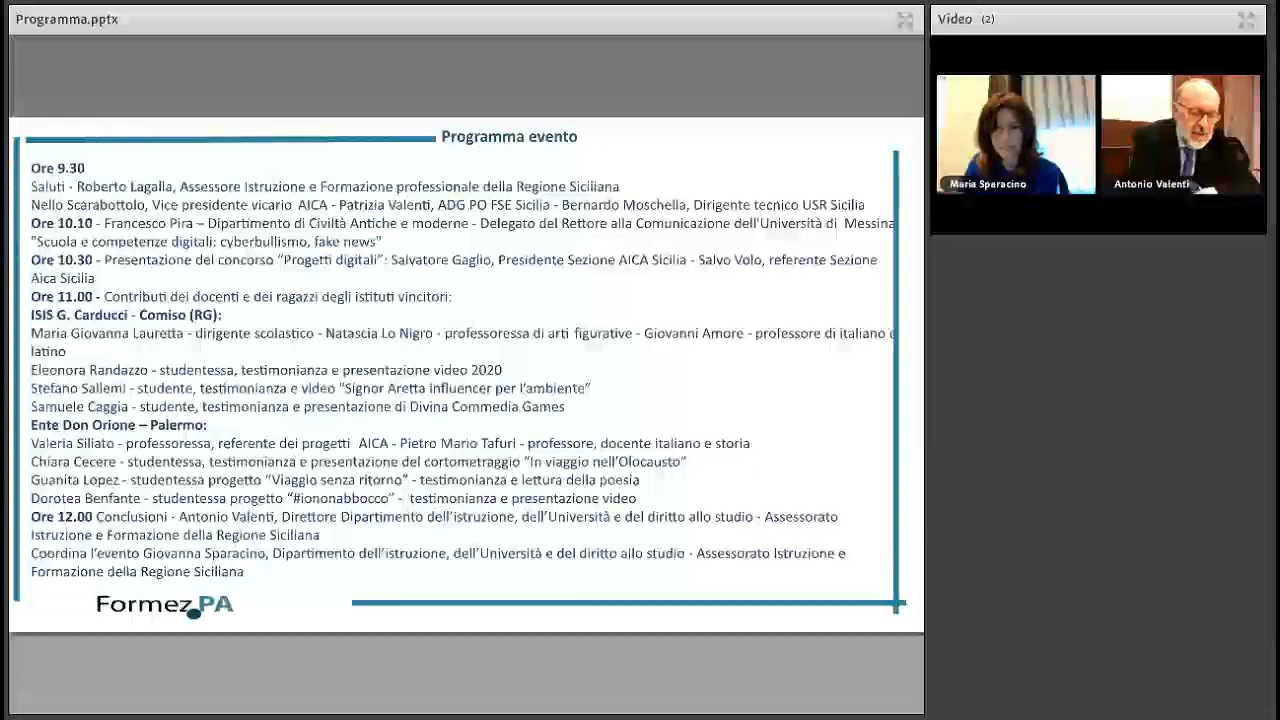 Programma.pptx
Video (2)
Maria Sparacino
Antonio Valenti
Programma evento
Ore 9.30
Saluti - Roberto Lagalla, Assessore Istruzione e Formazione professionale della Regione Siciliana
Nello Scarabottolo, Vice presidente vicario AICA - Patrizia Valenti, ADG PO FSE Sicilia - Bernardo Moschella, Dirigente tecnico USR Sicilia
Ore 10.10 - Francesco Pira – Dipartimento di Civiltà Antiche e moderne - Delegato del Rettore alla Comunicazione dell'Università di Messina
"Scuola e competenze digitali: cyberbullismo, fake news"
Ore 10.30 - Presentazione del concorso "Progetti digitali": Salvatore Gaglio, Presidente Sezione AICA Sicilia - Salvo Volo, referente Sezione
Aica Sicilia
Ore 11.00 - Contributi dei docenti e dei ragazzi degli istituti vincitori:
ISIS G. Carducci - Comiso (RG):
Maria Giovanna Lauretta - dirigente scolastico - Natascia Lo Nigro - professoressa di arti figurative - Giovanni Amore - professore di italiano e
latino
Eleonora Randazzo - studentessa, testimonianza e presentazione video 2020
Stefano Sallemi - studente, testimonianza e video "Signor Aretta influencer per l'ambiente"
Samuele Caggia - studente, testimonianza e presentazione di Divina Commedia Games
Ente Don Orione – Palermo:
Valeria Siliato - professoressa, referente dei progetti AICA - Pietro Mario Tafuri - professore, docente italiano e storia
Chiara Cecere - studentessa, testimonianza e presentazione del cortometraggio "In viaggio nell'Olocausto"
Guanita Lopez - studentessa progetto "Viaggio senza ritorno" - testimonianza e lettura della poesia
Dorotea Benfante - studentessa progetto "#iononabbocco" - testimonianza e presentazione video
Ore 12.00 Conclusioni - Antonio Valenti, Direttore Dipartimento dell'istruzione, dell'Università e del diritto allo studio - Assessorato
Istruzione e Formazione della Regione Siciliana
Coordina l'evento Giovanna Sparacino, Dipartimento dell'istruzione, dell'Università e del diritto allo studio - Assessorato Istruzione e
Formazione della Regione Siciliana
Formez PA